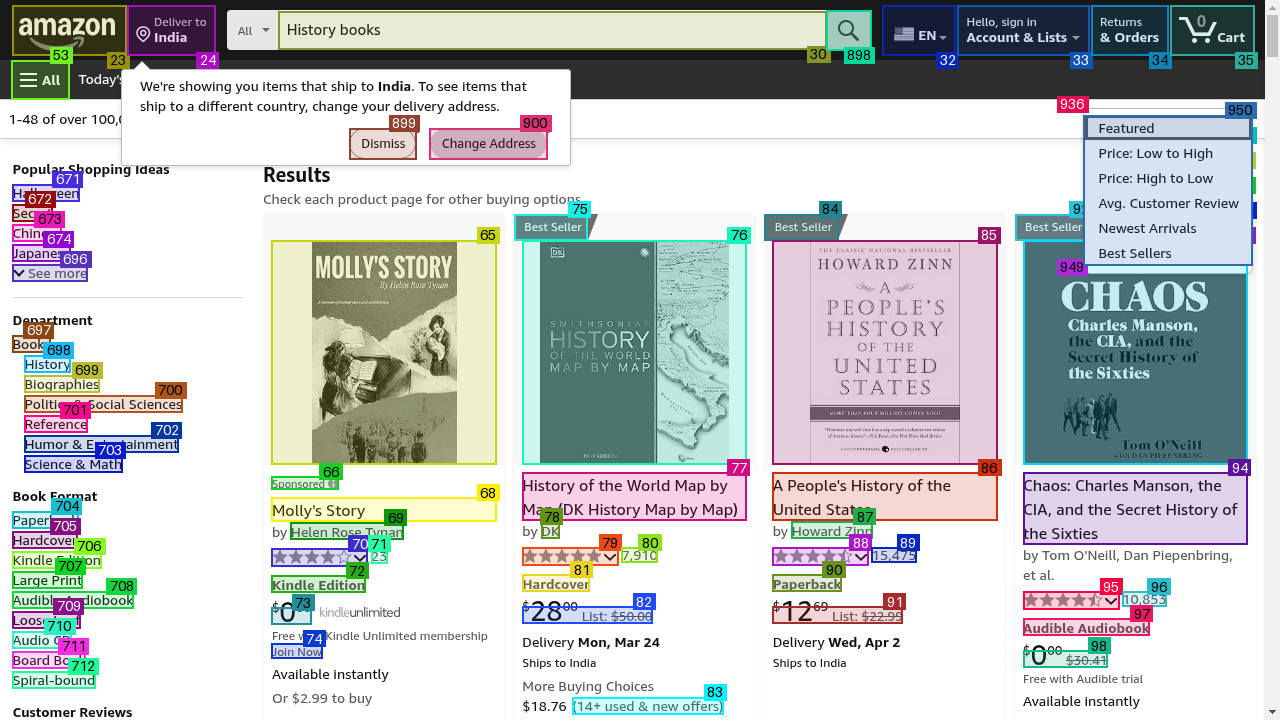 amazon
Deliver to
India
All
History books
EN
Hello, sign in
Account & Lists
Returns
& Orders
0
Cart
53
23
24
30
898
32
33
34
35
All
Today's
We're showing you items that ship to India. To see items that
ship to a different country, change your delivery address.
899
900
Dismiss
Change Address
1-48 of over 100,0
936
950
Featured
Price: Low to High
Price: High to Low
Avg. Customer Review
Newest Arrivals
Best Sellers
949
Popular Shopping Ideas
671
Halloween
672
673
674
Japanes
696
See more
Department
697
Books
698
History
699
Biographies
700
Politics & Social Sciences
701
Reference
702
Humor & Entertainment
703
Science & Math
Book Format
704
Paper
705
Hardcover
706
Kindle Edition
707
Large Print
708
Audible Audiobook
709
Loose
710
Audio CD
711
Board Book
712
Spiral-bound
Customer Reviews
Results
Check each product page for other buying options.
65
MOLLY'S STORY
By Helen Rose Tynan
66
Sponsored
68
Molly's Story
69
by Helen Rose Tynan
70
71
23
72
Kindle Edition
73
$0
kindleunlimited
Free w Kindle Unlimited membership
74
Join Now
Available instantly
Or $2.99 to buy
75
Best Seller
76
DK
SMITHSONIAN
HISTORY
OF THE WORLD
MAP BY MAP
NEW EDITION
77
History of the World Map by
Map (DK History Map by Map)
78
by DK
79
80
7,910
81
Hardcover
82
$28 00 List: $50.00
Delivery Mon, Mar 24
Ships to India
More Buying Choices
83
$18.76 (14+ used & new offers)
84
Best Seller
85
THE CLASSIC NATIONAL BESTSELLER
HOWARD ZINN
A
PEOPLE'S
HISTORY
OF THE
UNITED
STATES
MORE THAN FOUR MILLION COPIES SOLD
86
A People's History of the
United States
87
by Howard Zinn
88
89
15,475
90
Paperback
91
$12 69 List: $22.99
Delivery Wed, Apr 2
Ships to India
Best Seller
CHAOS
Charles Manson,
the CIA, and the
Secret History of
the Sixties
Tom O'Neill
WITH DAN PIEPENBRING
94
Chaos: Charles Manson, the
CIA, and the Secret History of
the Sixties
by Tom O'Neill, Dan Piepenbring,
et al.
95
96
10,853
97
Audible Audiobook
98
$0 00 $30.41
Free with Audible trial
Available instantly